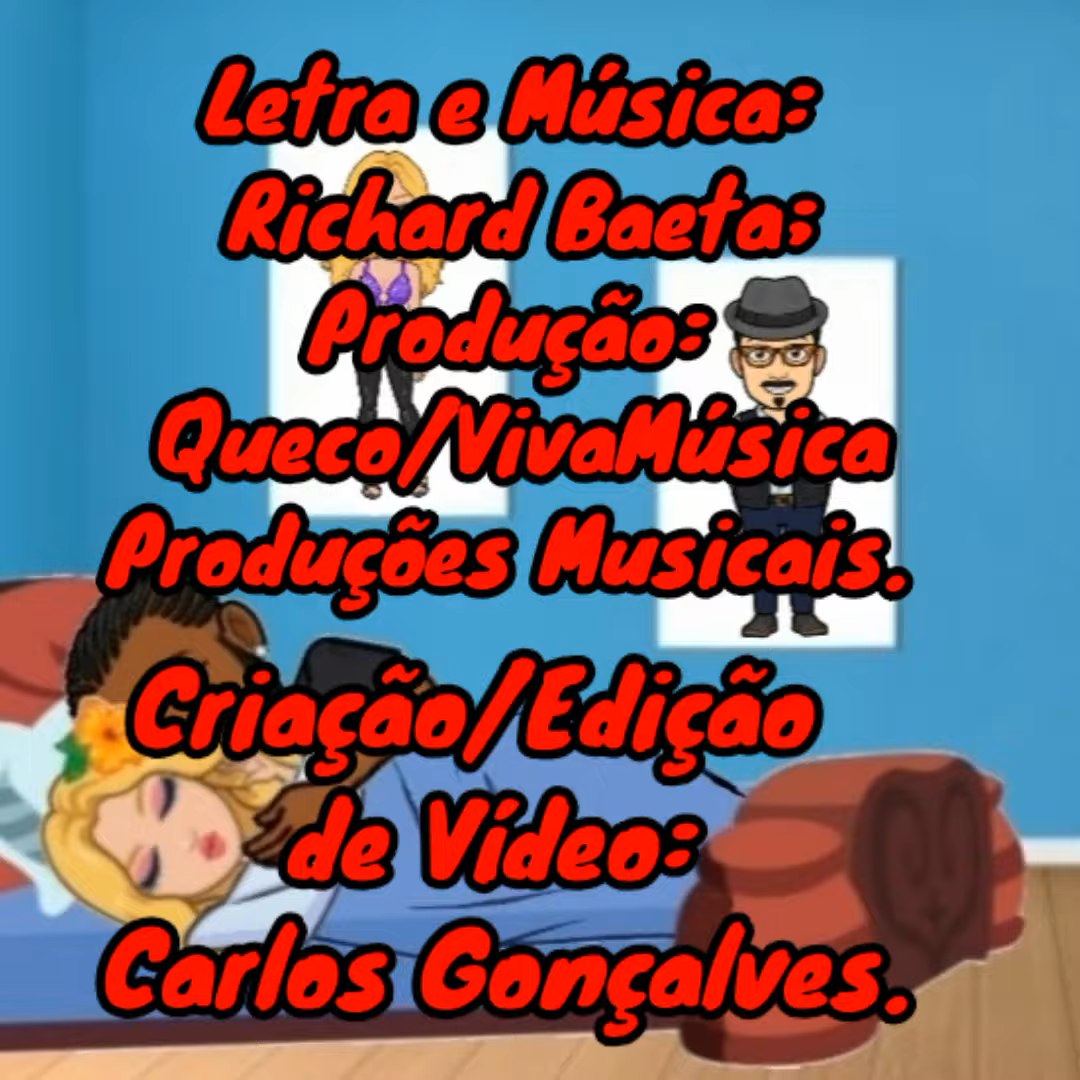 Letra e Música:
Richard Baeta;
Produção:
Queco/VivaMúsica
Produções Musicais.
Criação/Edição
de Vídeo:
Carlos Gonçalves.